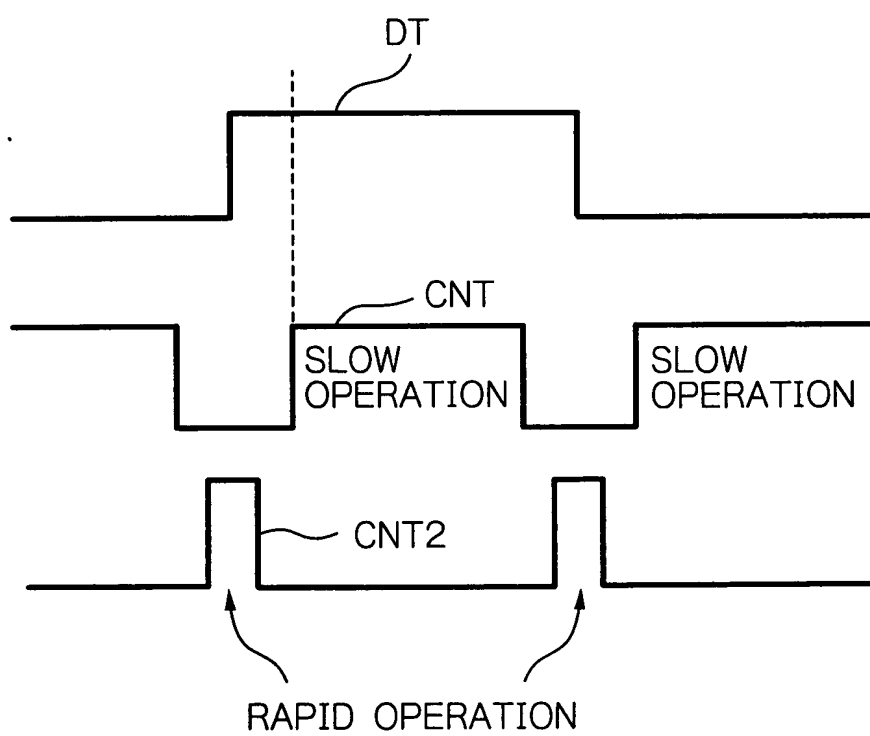 DT
CNT
SLOW
OPERATION
SLOW
OPERATION
CNT2
RAPID OPERATION